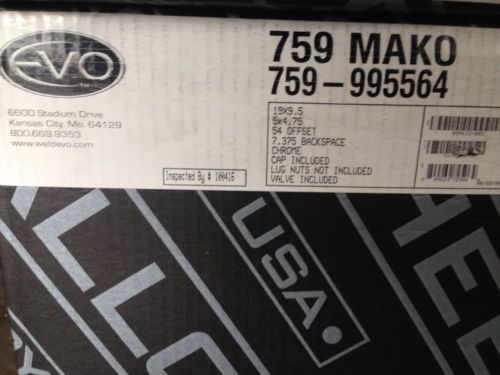 EVO
TM
6600 Stadium Drive
Kansas City, Mo. 64129
800.669.9353
www.weldevo.com
759 MAKO
759-995564
19X9.5
5x4.75
54 OFFSET
7.375 BACKSPACE
CHROME
CAP INCLUDED
LUG NUTS NOT INCLUDED
VALVE INCLUDED
Inspected By # 100416
USA